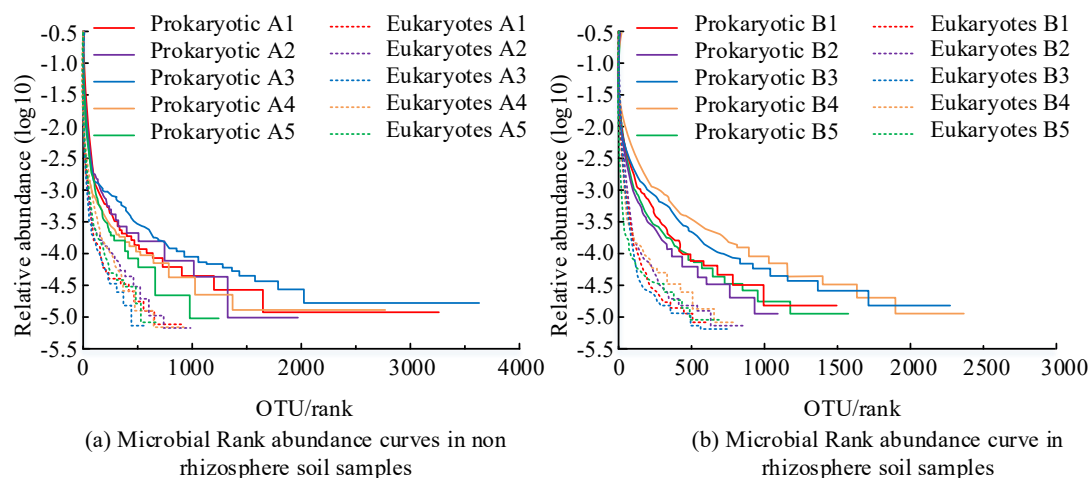 Relative abundance (log10)
-0.5
-1.0
-1.5
-2.0
-2.5
-3.0
-3.5
-4.0
-4.5
-5.0
-5.5
Prokaryotic A1
Prokaryotic A2
Prokaryotic A3
Prokaryotic A4
Prokaryotic A5
Eukaryotes A1
Eukaryotes A2
Eukaryotes A3
Eukaryotes A4
Eukaryotes A5
0 1000 2000 3000 4000
OTU/rank
(a) Microbial Rank abundance curves in non
rhizosphere soil samples
Relative abundance (log10)
-0.5
-1.0
-1.5
-2.0
-2.5
-3.0
-3.5
-4.0
-4.5
-5.0
-5.5
Prokaryotic B1
Prokaryotic B2
Prokaryotic B3
Prokaryotic B4
Prokaryotic B5
Eukaryotes B1
Eukaryotes B2
Eukaryotes B3
Eukaryotes B4
Eukaryotes B5
0 500 1000 1500 2000 2500 3000
OTU/rank
(b) Microbial Rank abundance curve in
rhizosphere soil samples